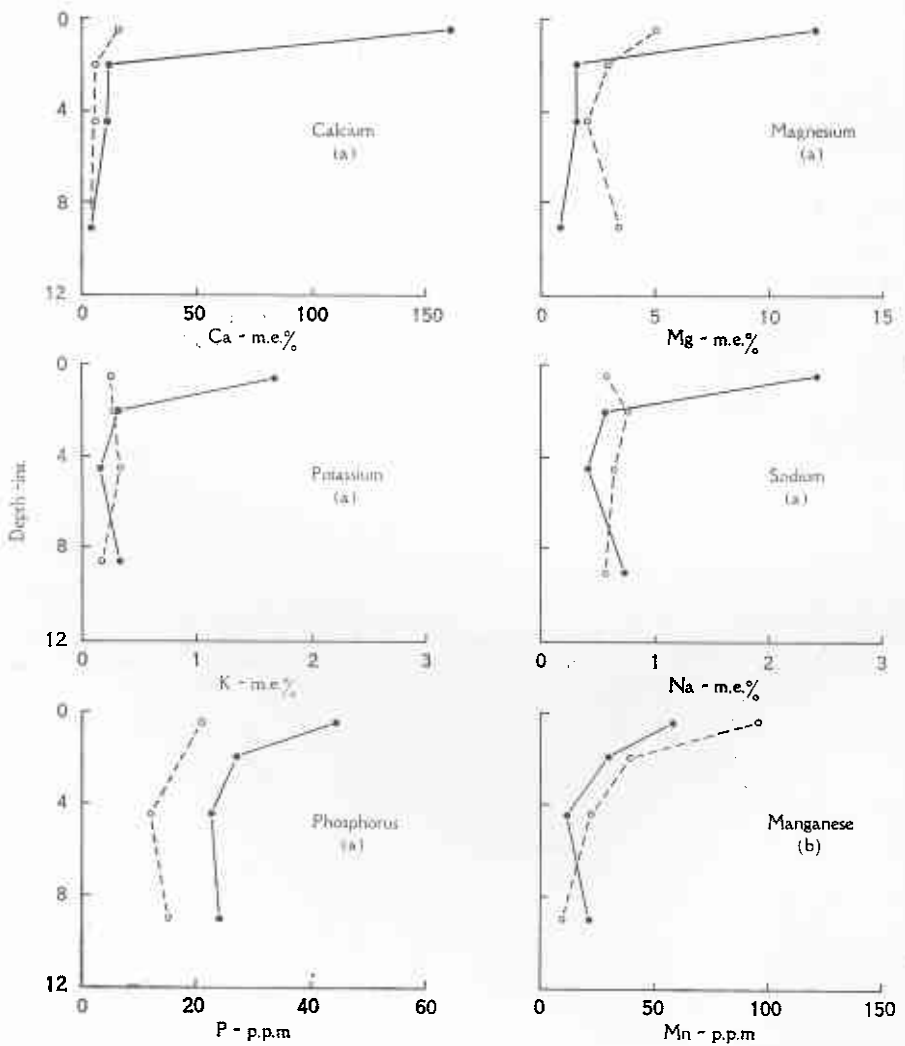 0
4
8
12
Calcium
(a)
0
50
100
150
Ca - m.e.%
Magnesium
(a)
0
5
10
15
Mg - m.e.%
Depth - ins.
0
4
8
12
Potassium
(a)
0
1
2
3
K - m.e.%
Sodium
(a)
0
1
2
3
Na - m.e.%
0
4
8
12
Phosphorus
(a)
0
20
40
60
P - p.p.m
Manganese
(b)
0
50
100
150
Mn - p.p.m